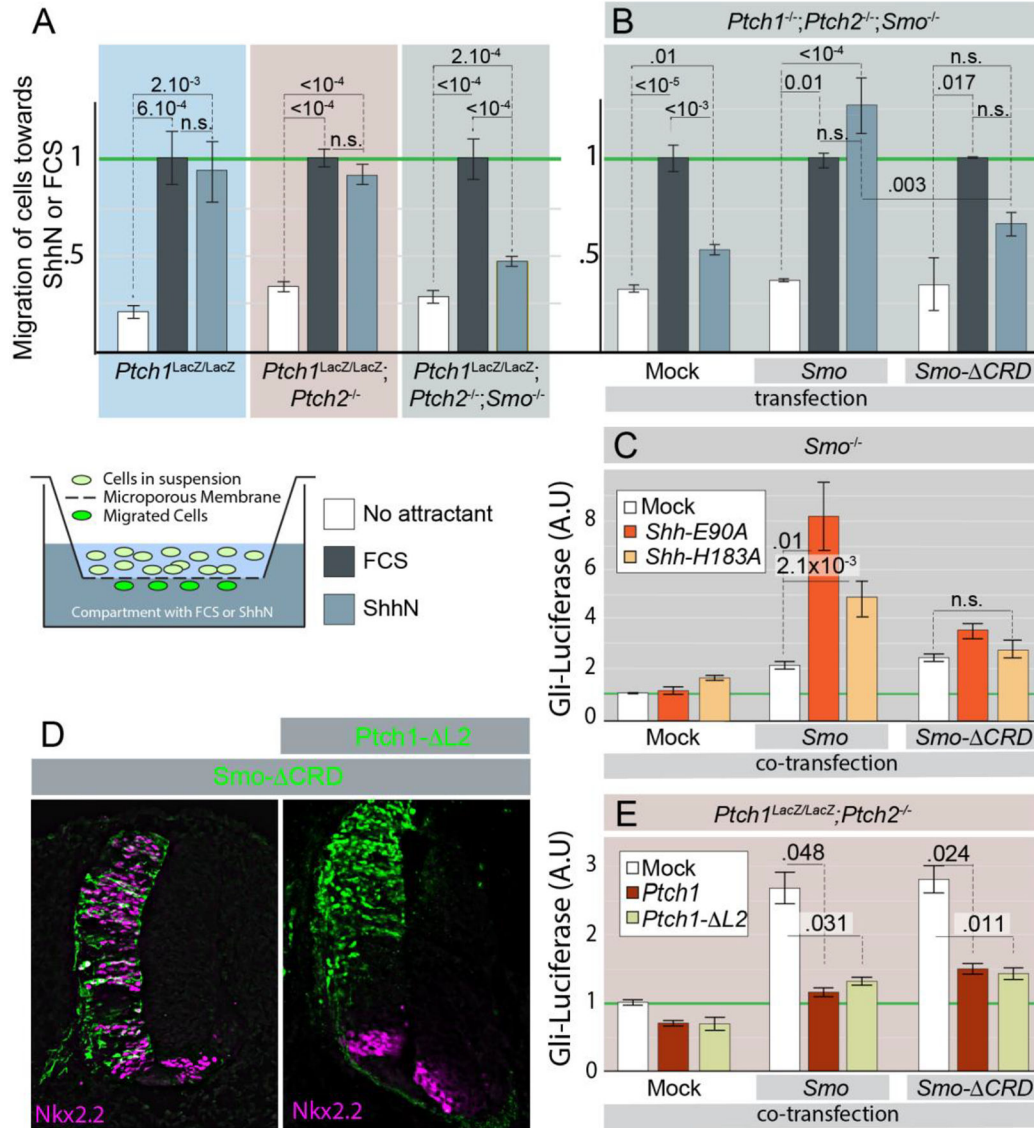 A
Migration of cells towards
ShhN or FCS
1
.5
2.10-3
6.10-4
n.s.
<10-4
<10-4
n.s.
2.10-4
<10-4
<10-4
Ptch1LacZ/LacZ
Ptch1LacZ/LacZ;
Ptch2-/-
Ptch1LacZ/LacZ;
Ptch2-/-;Smo-/-
B
Ptch1-/-;Ptch2-/-;Smo-/-
1
.5
.01
<10-5
<10-3
<10-4
0.01
n.s.
n.s.
.017
n.s.
.003
Mock
Smo
Smo-ΔCRD
transfection
Cells in suspension
Microporous Membrane
Migrated Cells
Compartment with FCS or ShhN
No attractant
FCS
ShhN
C
Smo-/-
Gli-Luciferase (A.U)
8
6
4
2
0
Mock
Shh-E90A
Shh-H183A
.01
2.1x10-3
n.s.
Mock
Smo
Smo-ΔCRD
co-transfection
D
Ptch1-ΔL2
Smo-ΔCRD
Nkx2.2
Nkx2.2
E
Ptch1LacZ/LacZ;Ptch2-/-
Gli-Luciferase (A.U)
3
2
1
0
Mock
Ptch1
Ptch1-ΔL2
.048
.031
.024
.011
Mock
Smo
Smo-ΔCRD
co-transfection